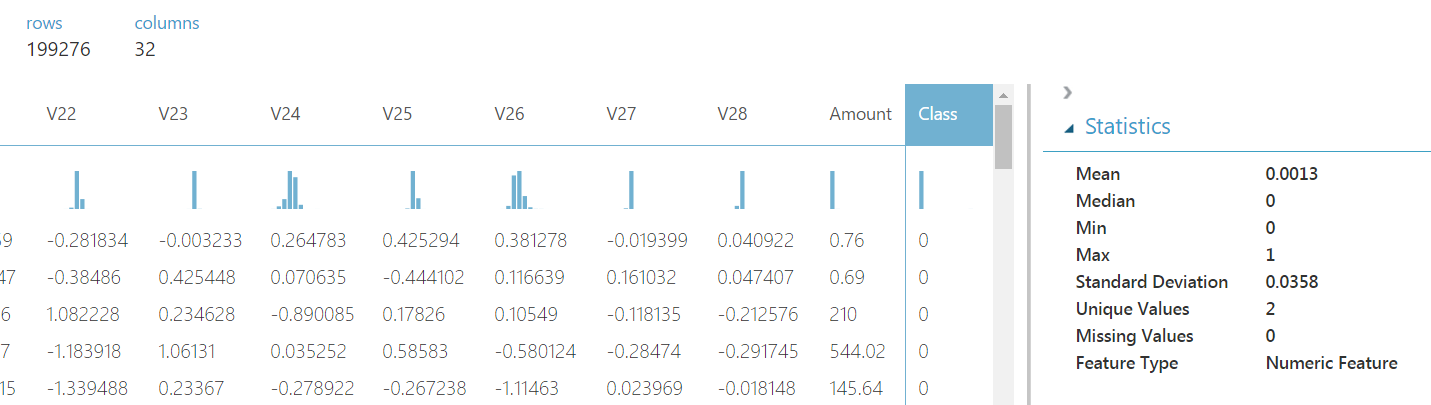 rows columns
199276 32
V22 V23 V24 V25 V26 V27 V28 Amount Class
Statistics
Mean 0.0013
Median 0
Min 0
Max 1
Standard Deviation 0.0358
Unique Values 2
Missing Values 0
Feature Type Numeric Feature
59 -0.281834 -0.003233 0.264783 0.425294 0.381278 -0.019399 0.040922 0.76 0
47 -0.38486 0.425448 0.070635 -0.444102 0.116639 0.161032 0.047407 0.69 0
6 1.082228 0.234628 -0.890085 0.17826 0.10549 -0.118135 -0.212576 210 0
7 -1.183918 1.06131 0.035252 0.58583 -0.580124 -0.28474 -0.291745 544.02 0
15 -1.339488 0.23367 -0.278922 -0.267238 -1.11463 0.023969 -0.018148 145.64 0